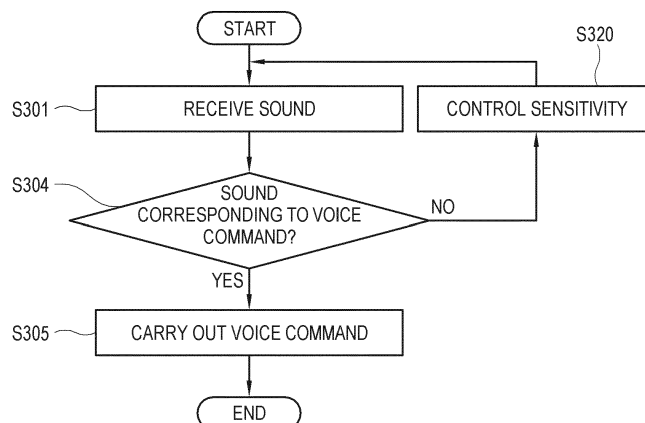 START
S320
S301
RECEIVE SOUND
CONTROL SENSITIVITY
S304
SOUND
CORRESPONDING TO VOICE
COMMAND?
NO
YES
S305
CARRY OUT VOICE COMMAND
END